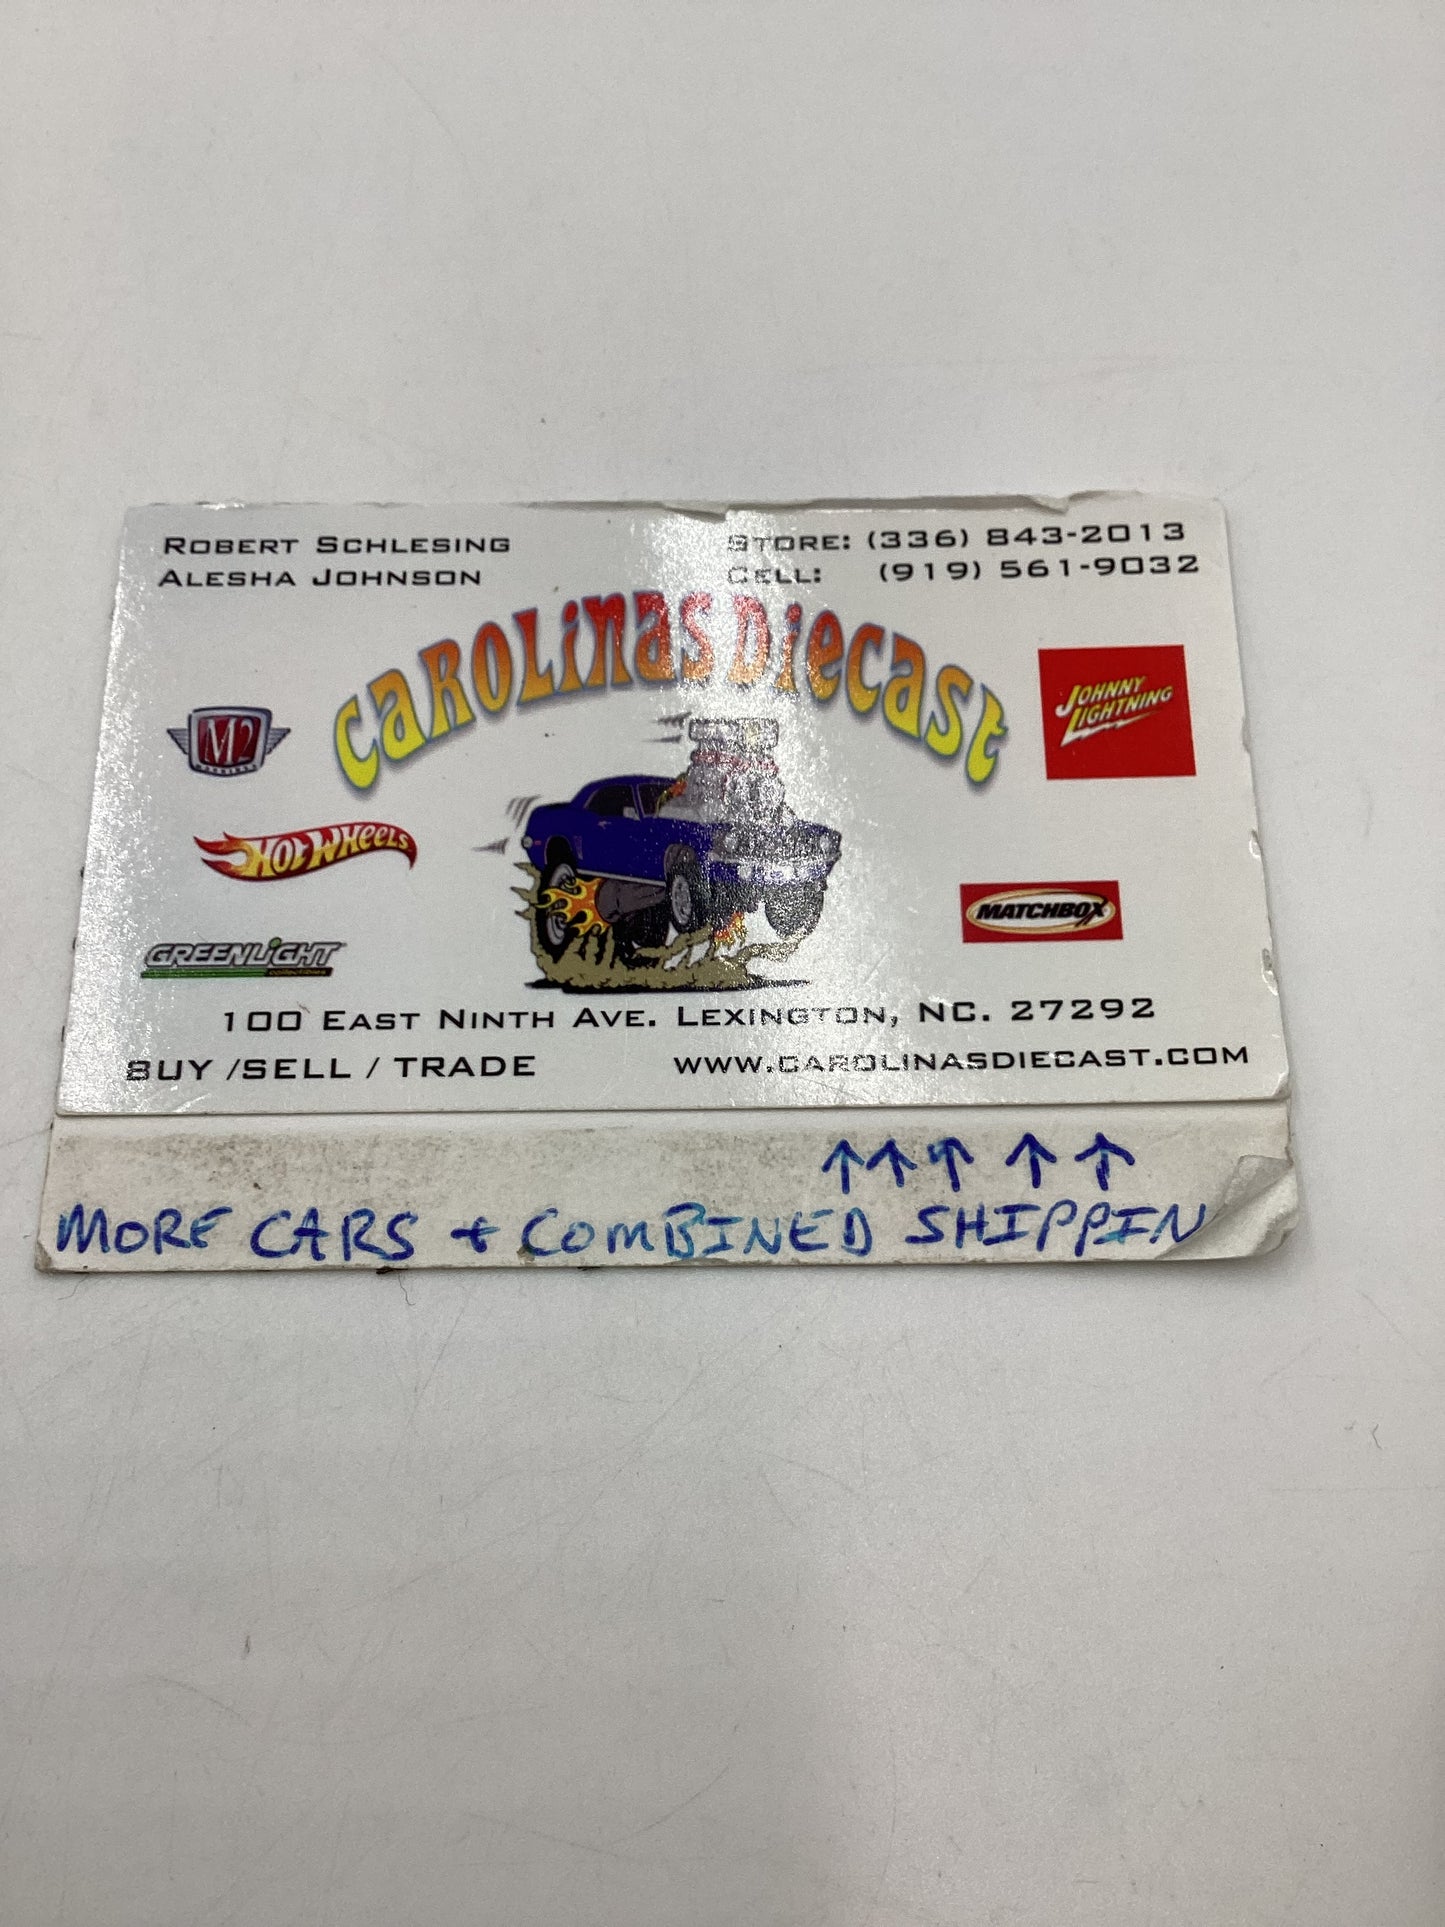 ROBERT SCHLESING
ALESHA JOHNSON
STORE: (336) 843-2013
CELL: (919) 561-9032
CAROLINAS DIECAST
M2
MACHINES
JOHNNY LIGHTNING
HOT WHEELS
MATCHBOX
GREENLIGHT
collectibles
100 EAST NINTH AVE. LEXINGTON, NC. 27292
BUY /SELL / TRADE
WWW.CAROLINASDIECAST.COM
↑↑↑↑↑
MORE CARS + COMBINED SHIPPIN